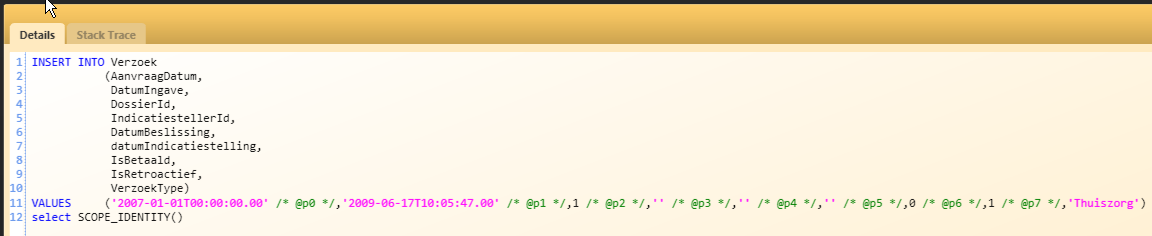 Details Stack Trace
1 INSERT INTO Verzoek
2 (AanvraagDatum,
3 DatumIngave,
4 DossierId,
5 IndicatiestellerId,
6 DatumBeslissing,
7 datumIndicatiestelling,
8 IsBetaald,
9 IsRetroactief,
10 VerzoekType)
11 VALUES ('2007-01-01T00:00:00.00' /* @p0 */,'2009-06-17T10:05:47.00' /* @p1 */,1 /* @p2 */,'' /* @p3 */,'' /* @p4 */,'' /* @p5 */,0 /* @p6 */,1 /* @p7 */,'Thuiszorg')
12 select SCOPE_IDENTITY()